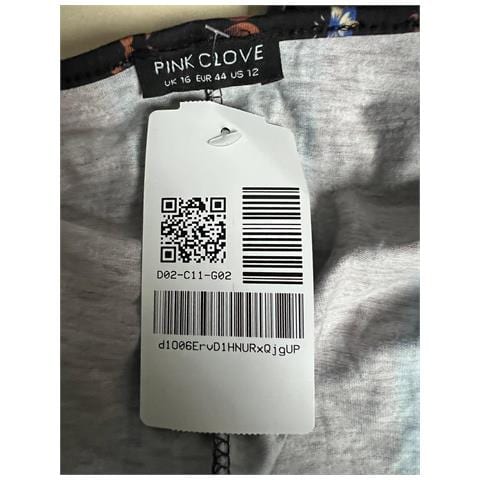 PINK CLOVE
UK 16 EUR 44 US 12
D02-C11-G02
d1006ErvD1HNURxQjgUP